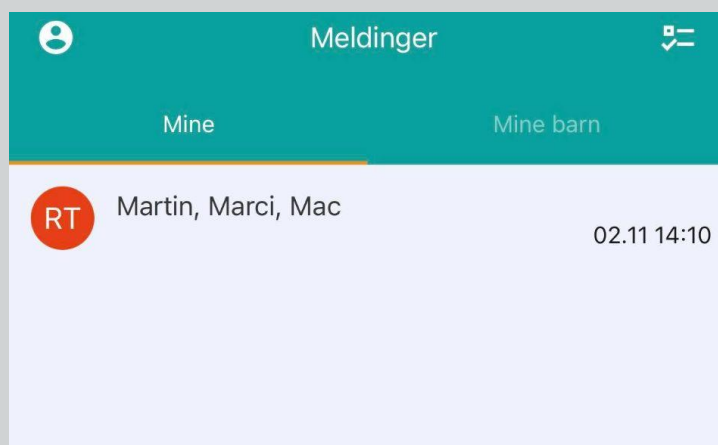 Meldinger
Mine
Mine barn
RT
Martin, Marci, Mac
02.11 14:10